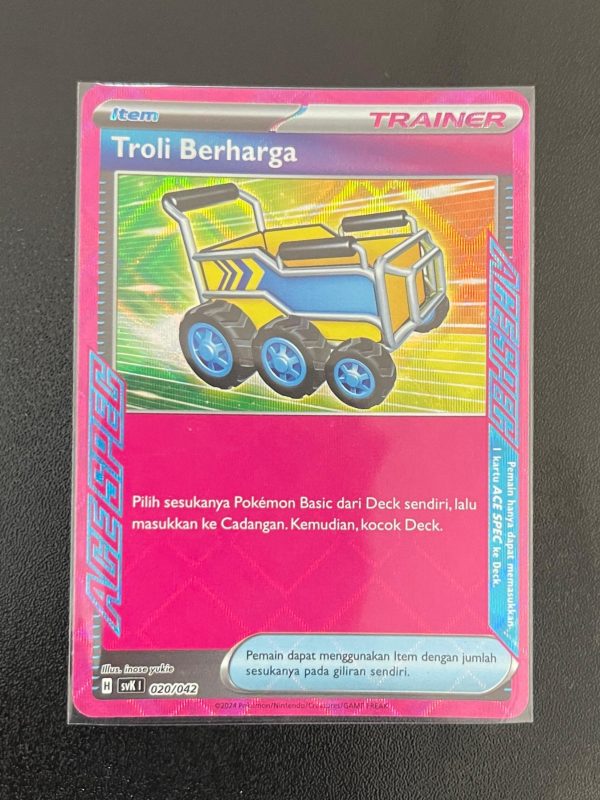 Item
TRAINER
Troli Berharga
ACE SPEC
ACE SPEC
Pemain hanya dapat memasukkan
1 kartu ACE SPEC ke Deck.
Pilih sesukanya Pokémon Basic dari Deck sendiri, lalu
masukkan ke Cadangan. Kemudian, kocok Deck.
Illus. inose yukie
Pemain dapat menggunakan Item dengan jumlah
sesukanya pada giliran sendiri.
H svK I 020/042
©2024 Pokémon/Nintendo/Creatures/GAME FREAK